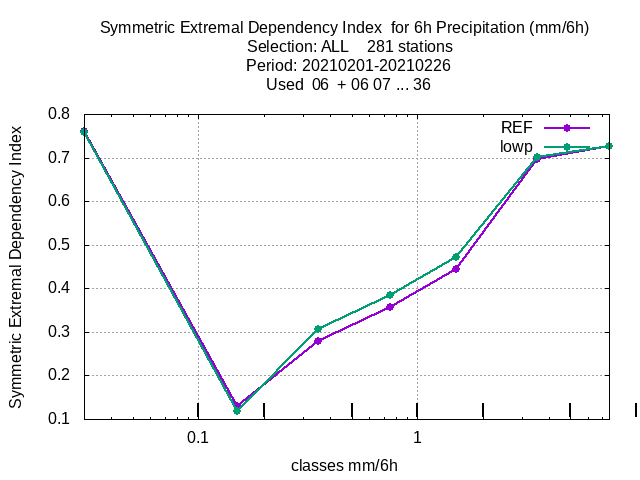 Symmetric Extremal Dependency Index  for 6h Precipitation (mm/6h)
Selection: ALL    281 stations
Period: 20210201-20210226
Used  06  + 06 07 ... 36
REF
lowp
0.8
0.7
0.6
0.5
0.4
0.3
0.2
0.1
Symmetric Extremal Dependency Index
0.1
1
classes mm/6h